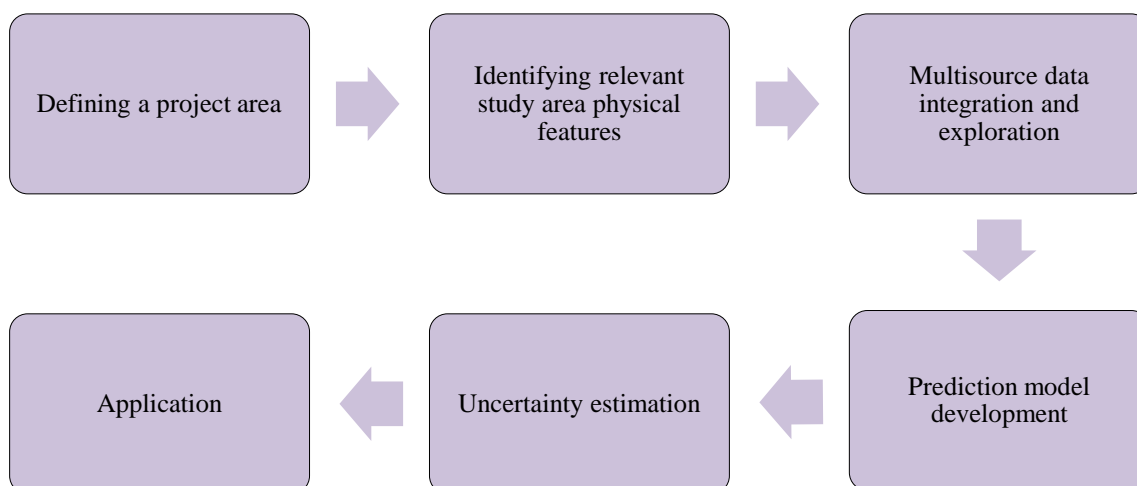 Defining a project area
Identifying relevant
study area physical
features
Multisource data
integration and
exploration
Prediction model
development
Uncertainty estimation
Application